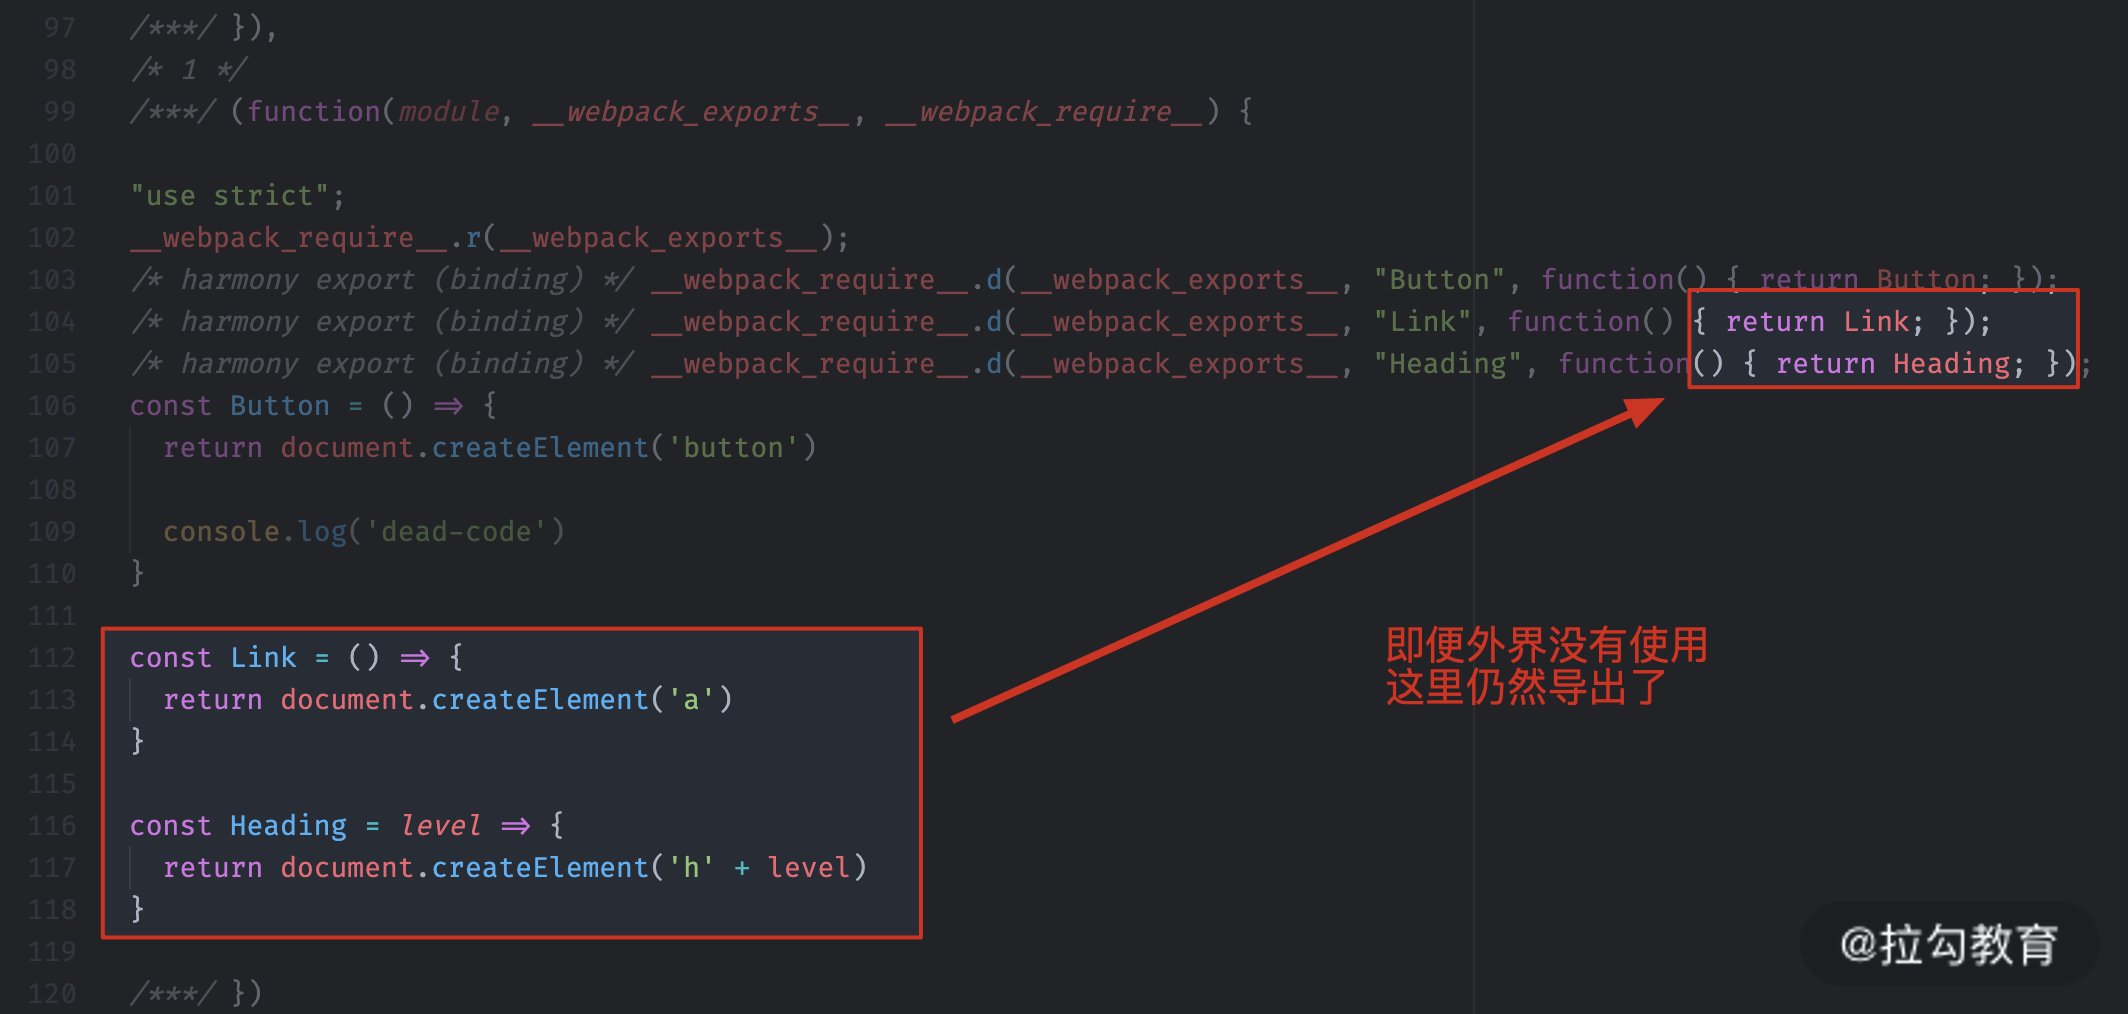 97 /***/ }),
98 /* 1 */
99 /***/ (function(module, __webpack_exports__, __webpack_require__) {
100
101 "use strict";
102 __webpack_require__.r(__webpack_exports__);
103 /* harmony export (binding) */ __webpack_require__.d(__webpack_exports__, "Button", function() { return Button; });
104 /* harmony export (binding) */ __webpack_require__.d(__webpack_exports__, "Link", function() { return Link; });
105 /* harmony export (binding) */ __webpack_require__.d(__webpack_exports__, "Heading", function() { return Heading; });
106 const Button = () => {
107   return document.createElement('button')
108
109   console.log('dead-code')
110 }
111
112 const Link = () => {
113   return document.createElement('a')
114 }
115
116 const Heading = level => {
117   return document.createElement('h' + level)
118 }
119
120 /***/ })
即便外界没有使用
这里仍然导出了
@拉勾教育